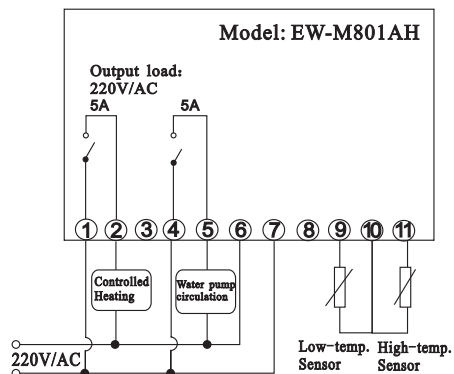 Model: EW-M801AH
Output load:
220V/AC
5A 5A
1 2 3 4 5 6 7 8 9 10 11
Controlled
Heating
Water pump
circulation
220V/AC
Low-temp.
Sensor
High-temp.
Sensor